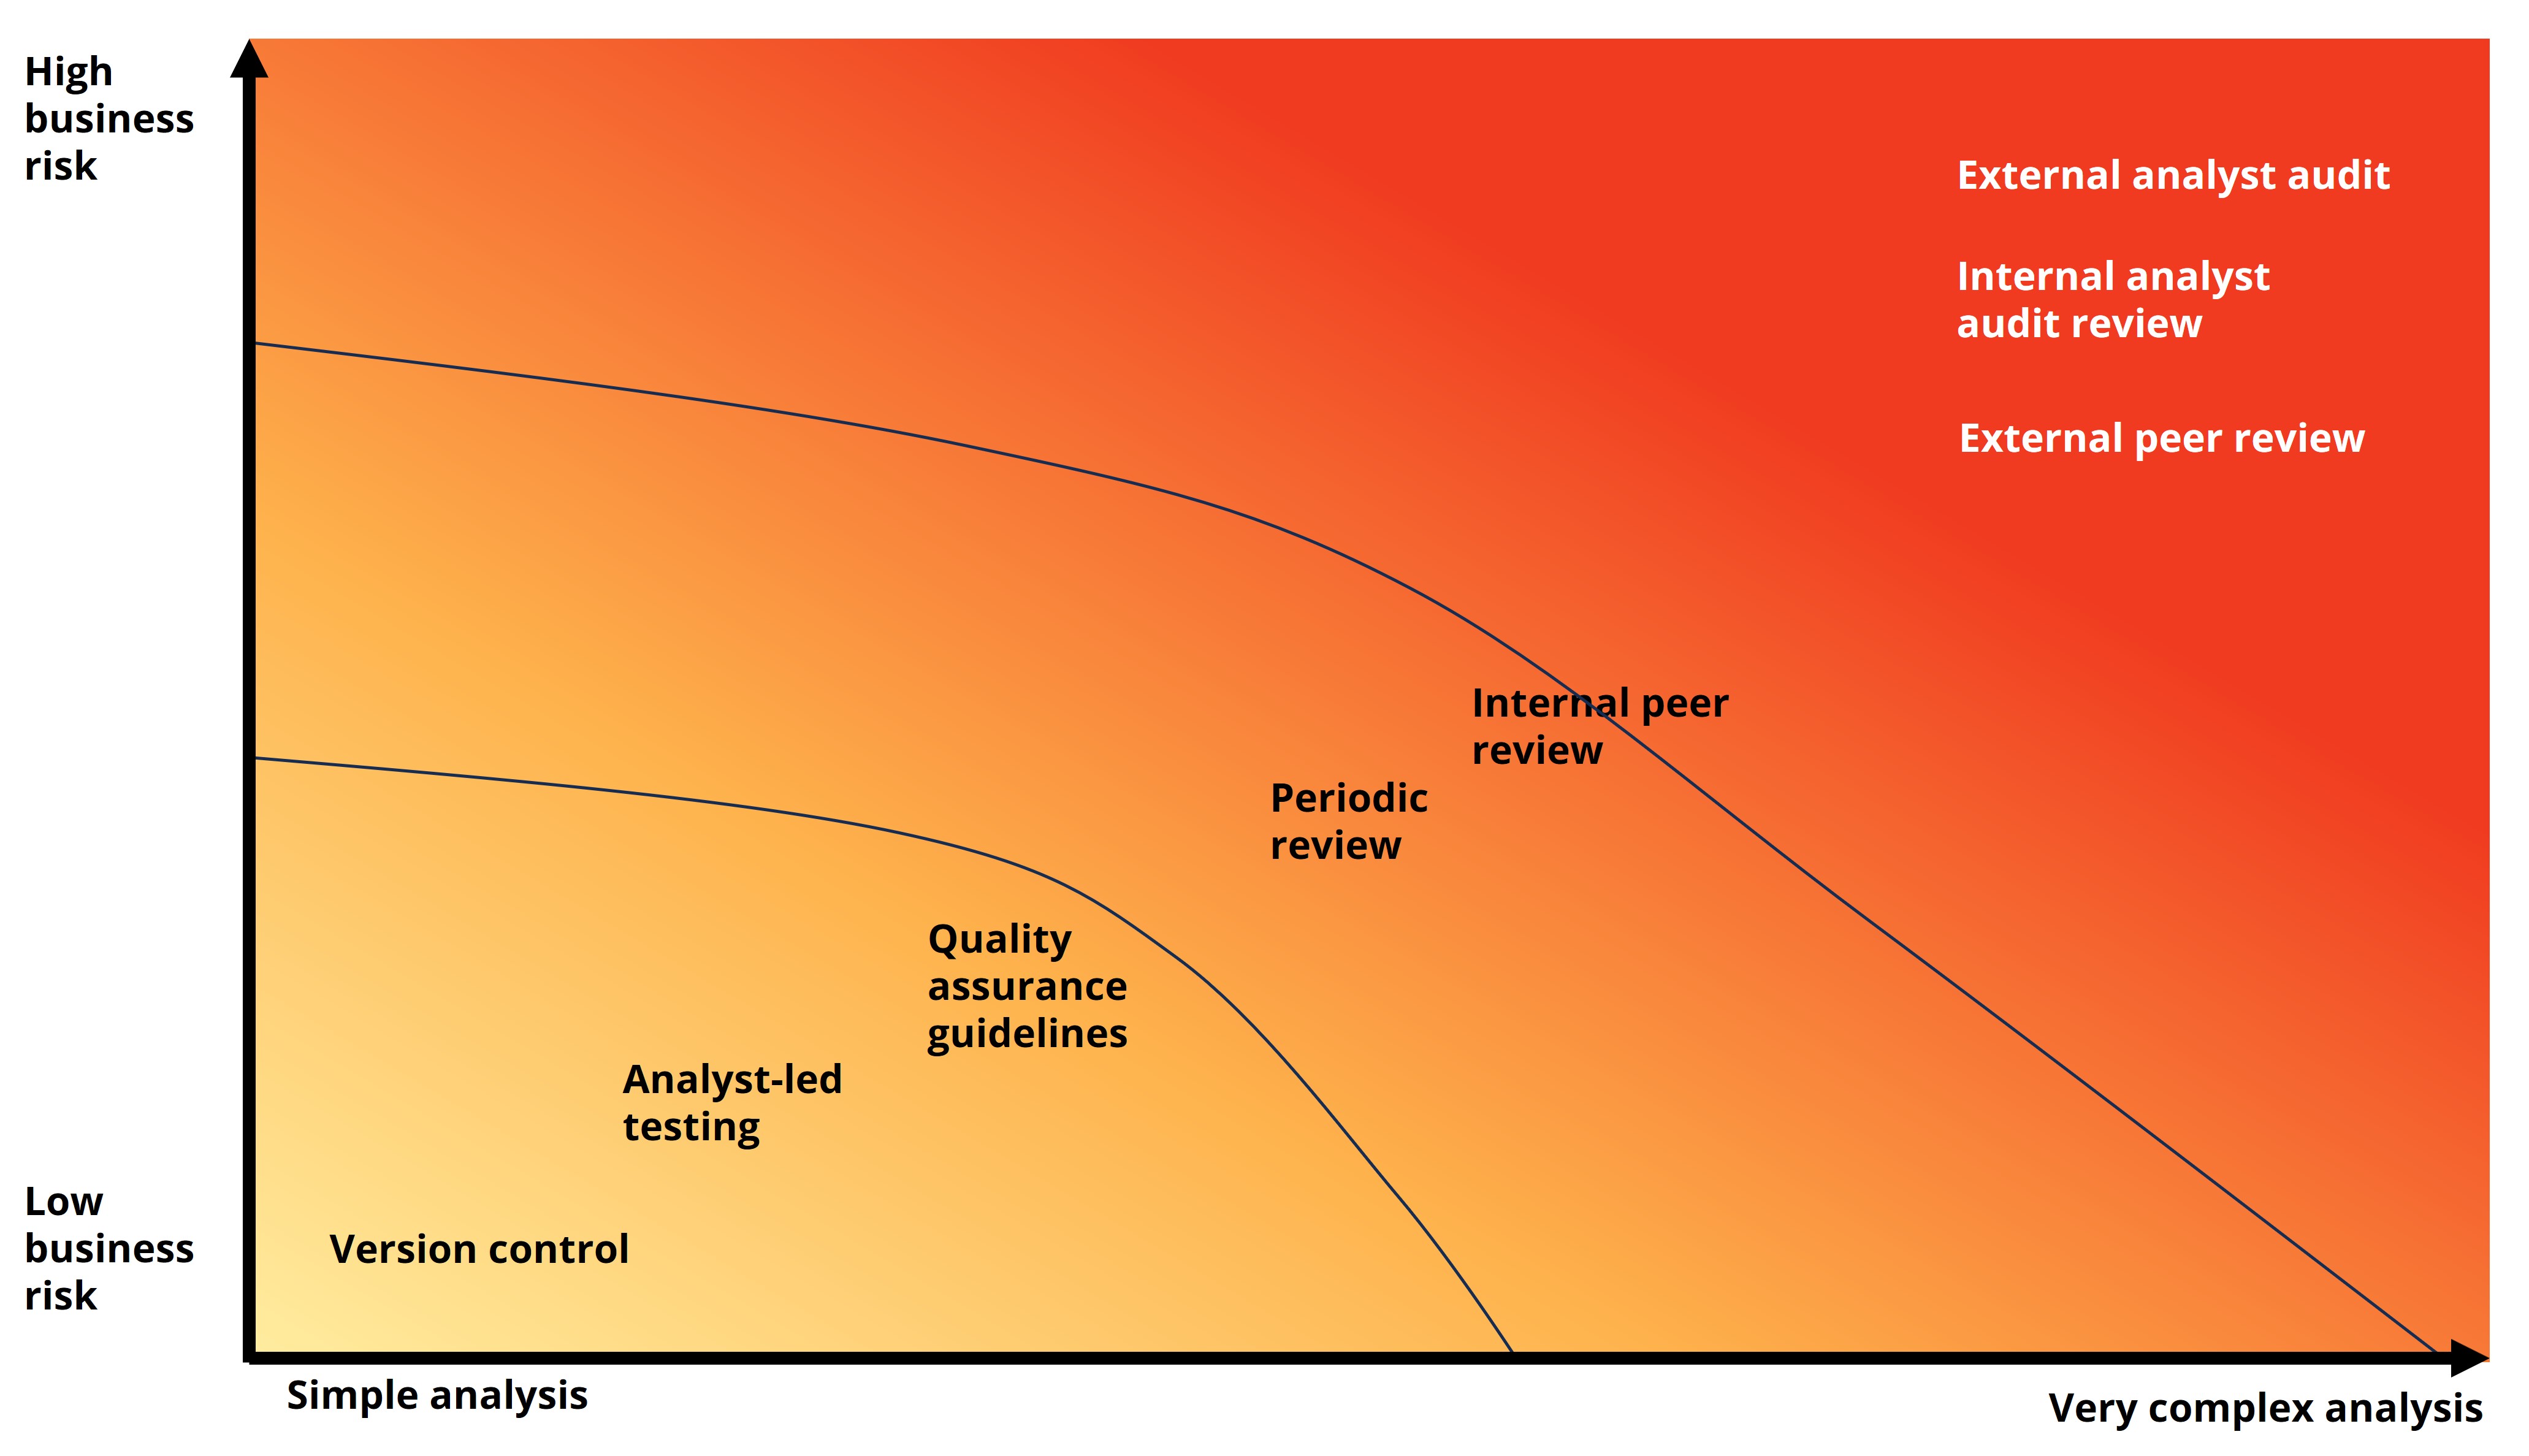 High
business
risk
External analyst audit
Internal analyst
audit review
External peer review
Internal peer
review
Periodic
review
Quality
assurance
guidelines
Analyst-led
testing
Low
business
risk
Version control
Simple analysis
Very complex analysis